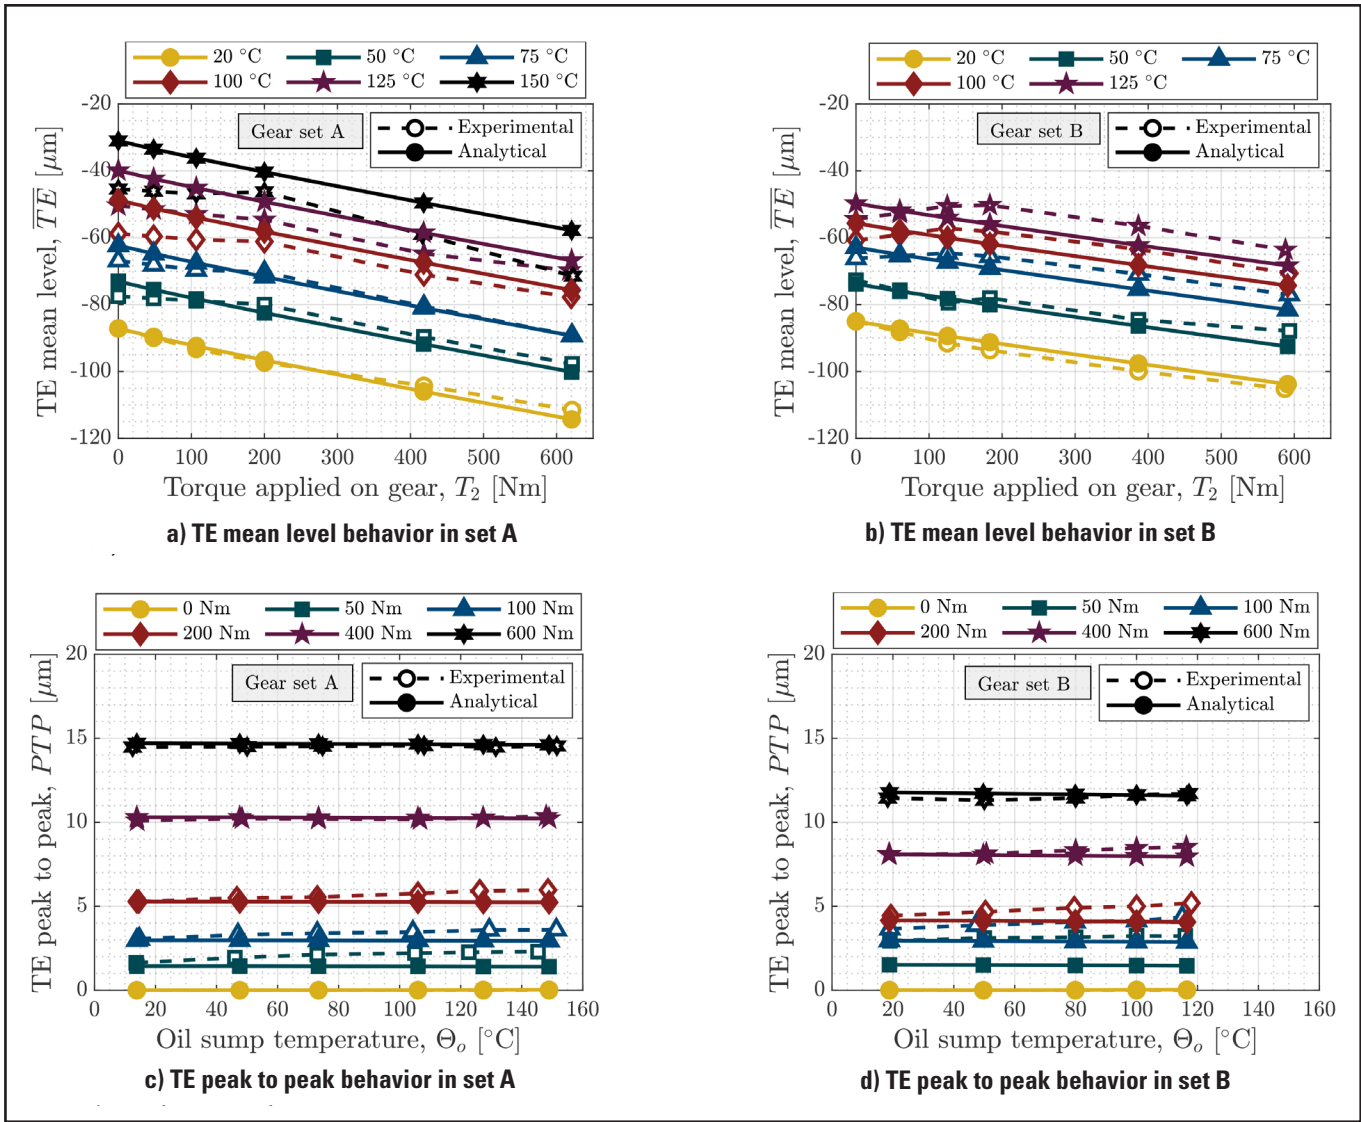 20 °C 50 °C 75 °C
100 °C 125 °C 150 °C
Gear set A
Experimental
Analytical
-20
-40
-60
-80
-100
-120
TE mean level, TE [μm]
0 100 200 300 400 500 600
Torque applied on gear, T2 [Nm]
a) TE mean level behavior in set A
20 °C 50 °C 75 °C
100 °C 125 °C
Gear set B
Experimental
Analytical
-20
-40
-60
-80
-100
-120
TE mean level, TE [μm]
0 100 200 300 400 500 600
Torque applied on gear, T2 [Nm]
b) TE mean level behavior in set B
0 Nm 50 Nm 100 Nm
200 Nm 400 Nm 600 Nm
Gear set A
Experimental
Analytical
20
15
10
5
0
TE peak to peak, PTP [μm]
0 20 40 60 80 100 120 140 160
Oil sump temperature, Θo [°C]
c) TE peak to peak behavior in set A
0 Nm 50 Nm 100 Nm
200 Nm 400 Nm 600 Nm
Gear set B
Experimental
Analytical
20
15
10
5
0
TE peak to peak, PTP [μm]
0 20 40 60 80 100 120 140 160
Oil sump temperature, Θo [°C]
d) TE peak to peak behavior in set B